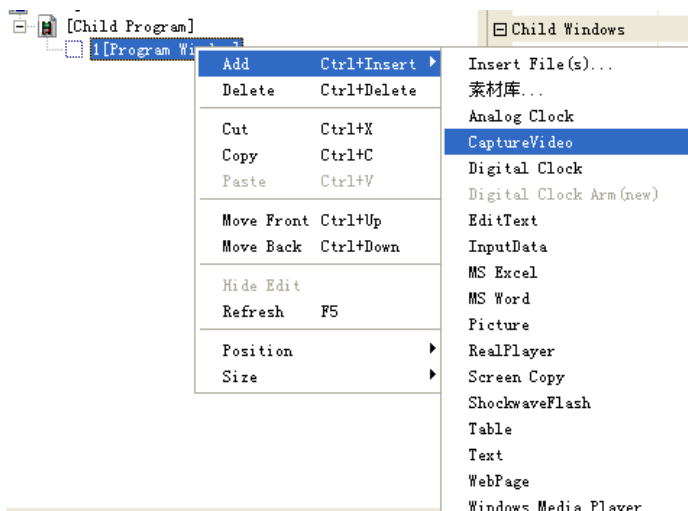 [Child Program]
Child Windows
1[Program Wi
Add Ctrl+Insert
Delete Ctrl+Delete
Cut Ctrl+X
Copy Ctrl+C
Paste Ctrl+V
Move Front Ctrl+Up
Move Back Ctrl+Down
Hide Edit
Refresh F5
Position
Size
Insert File(s)...
素材库...
Analog Clock
CaptureVideo
Digital Clock
Digital Clock Arm(new)
EditText
InputData
MS Excel
MS Word
Picture
RealPlayer
Screen Copy
ShockwaveFlash
Table
Text
WebPage
Windows Media Player